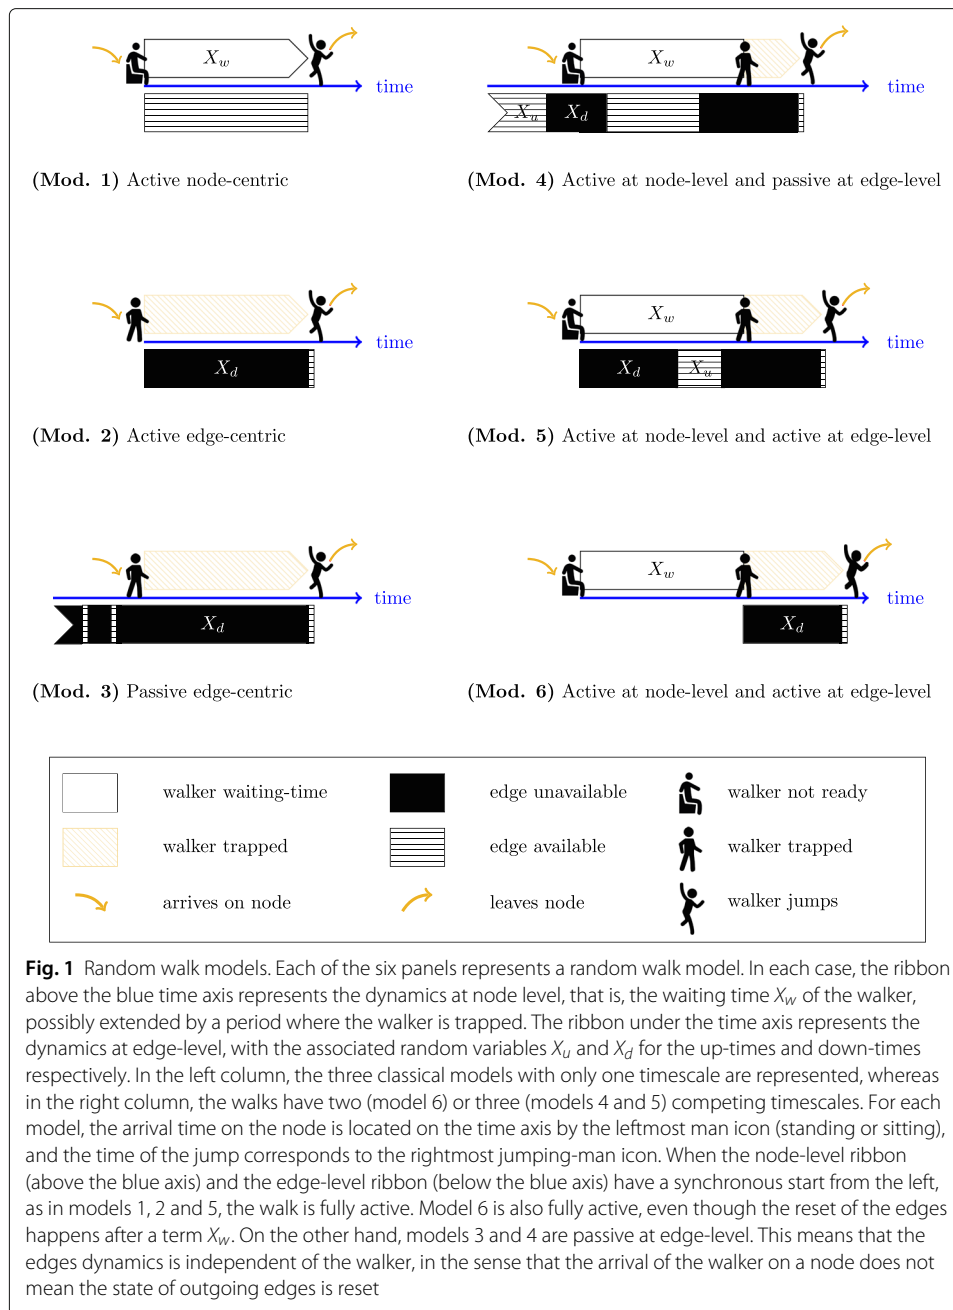 X_w
time
(Mod. 1) Active node-centric
X_w
time
X_u
X_d
(Mod. 4) Active at node-level and passive at edge-level
time
X_d
(Mod. 2) Active edge-centric
X_w
time
X_d
X_u
(Mod. 5) Active at node-level and active at edge-level
time
X_d
(Mod. 3) Passive edge-centric
X_w
time
X_d
(Mod. 6) Active at node-level and active at edge-level
walker waiting-time
edge unavailable
walker not ready
walker trapped
edge available
walker trapped
arrives on node
leaves node
walker jumps
Fig. 1 Random walk models. Each of the six panels represents a random walk model. In each case, the ribbon
above the blue time axis represents the dynamics at node level, that is, the waiting time X_w of the walker,
possibly extended by a period where the walker is trapped. The ribbon under the time axis represents the
dynamics at edge-level, with the associated random variables X_u and X_d for the up-times and down-times
respectively. In the left column, the three classical models with only one timescale are represented, whereas
in the right column, the walks have two (model 6) or three (models 4 and 5) competing timescales. For each
model, the arrival time on the node is located on the time axis by the leftmost man icon (standing or sitting),
and the time of the jump corresponds to the rightmost jumping-man icon. When the node-level ribbon
(above the blue axis) and the edge-level ribbon (below the blue axis) have a synchronous start from the left,
as in models 1, 2 and 5, the walk is fully active. Model 6 is also fully active, even though the reset of the edges
happens after a term X_w. On the other hand, models 3 and 4 are passive at edge-level. This means that the
edges dynamics is independent of the walker, in the sense that the arrival of the walker on a node does not
mean the state of outgoing edges is reset